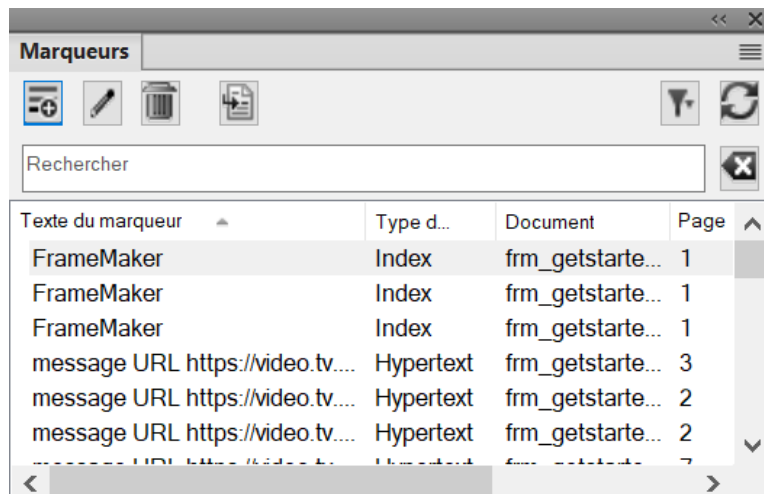 Marqueurs
Rechercher
Texte du marqueur Type d... Document Page
FrameMaker Index frm_getstarte... 1
FrameMaker Index frm_getstarte... 1
FrameMaker Index frm_getstarte... 1
message URL https://video.tv.... Hypertext frm_getstarte... 3
message URL https://video.tv.... Hypertext frm_getstarte... 2
message URL https://video.tv.... Hypertext frm_getstarte... 2